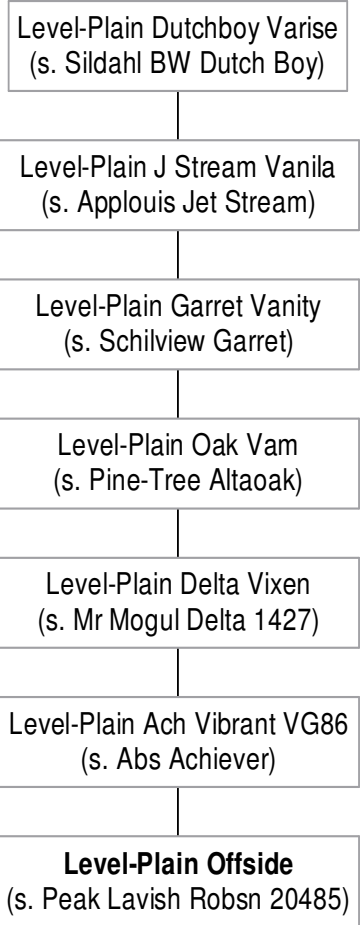 Level-Plain Dutchboy Varise
(s. Sildahl BW Dutch Boy)
Level-Plain J Stream Vanila
(s. Applouis Jet Stream)
Level-Plain Garret Vanity
(s. Schilview Garret)
Level-Plain Oak Vam
(s. Pine-Tree Altaoak)
Level-Plain Delta Vixen
(s. Mr Mogul Delta 1427)
Level-Plain Ach Vibrant VG86
(s. Abs Achiever)
Level-Plain Offside
(s. Peak Lavish Robsn 20485)